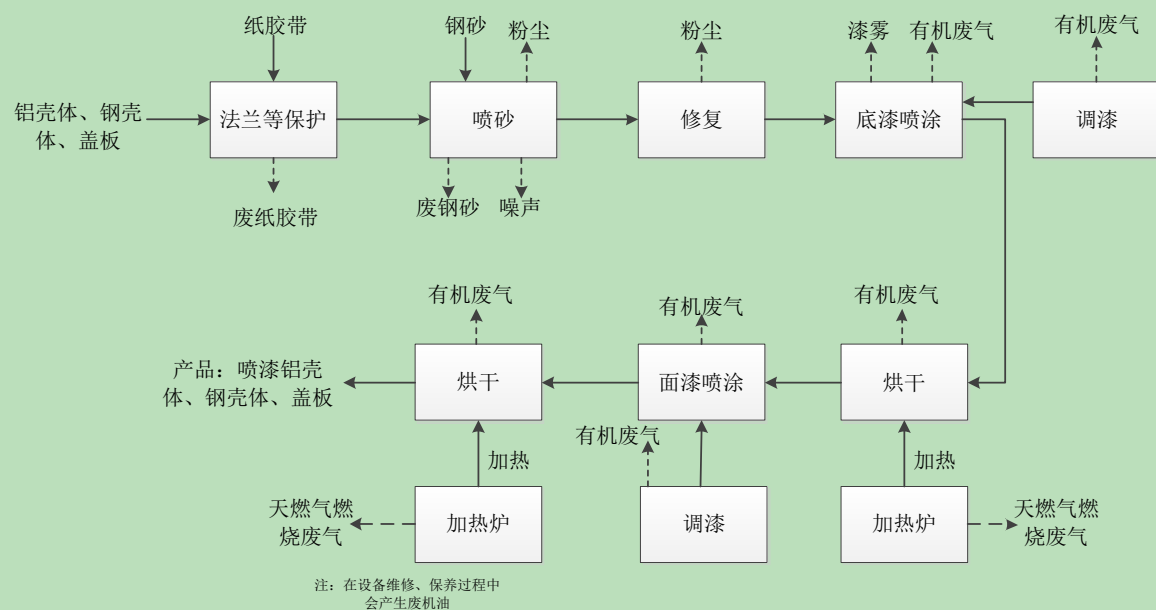 纸胶带
钢砂
粉尘
粉尘
漆雾
有机废气
有机废气
铝壳体、钢壳
体、盖板
法兰等保护
喷砂
修复
底漆喷涂
调漆
废纸胶带
废钢砂
噪声
有机废气
有机废气
有机废气
产品：喷漆铝壳
体、钢壳体、盖板
烘干
面漆喷涂
烘干
有机废气
加热
加热
天燃气燃
烧废气
加热炉
调漆
加热炉
天燃气燃
烧废气
注：在设备维修、保养过程中
会产生废机油